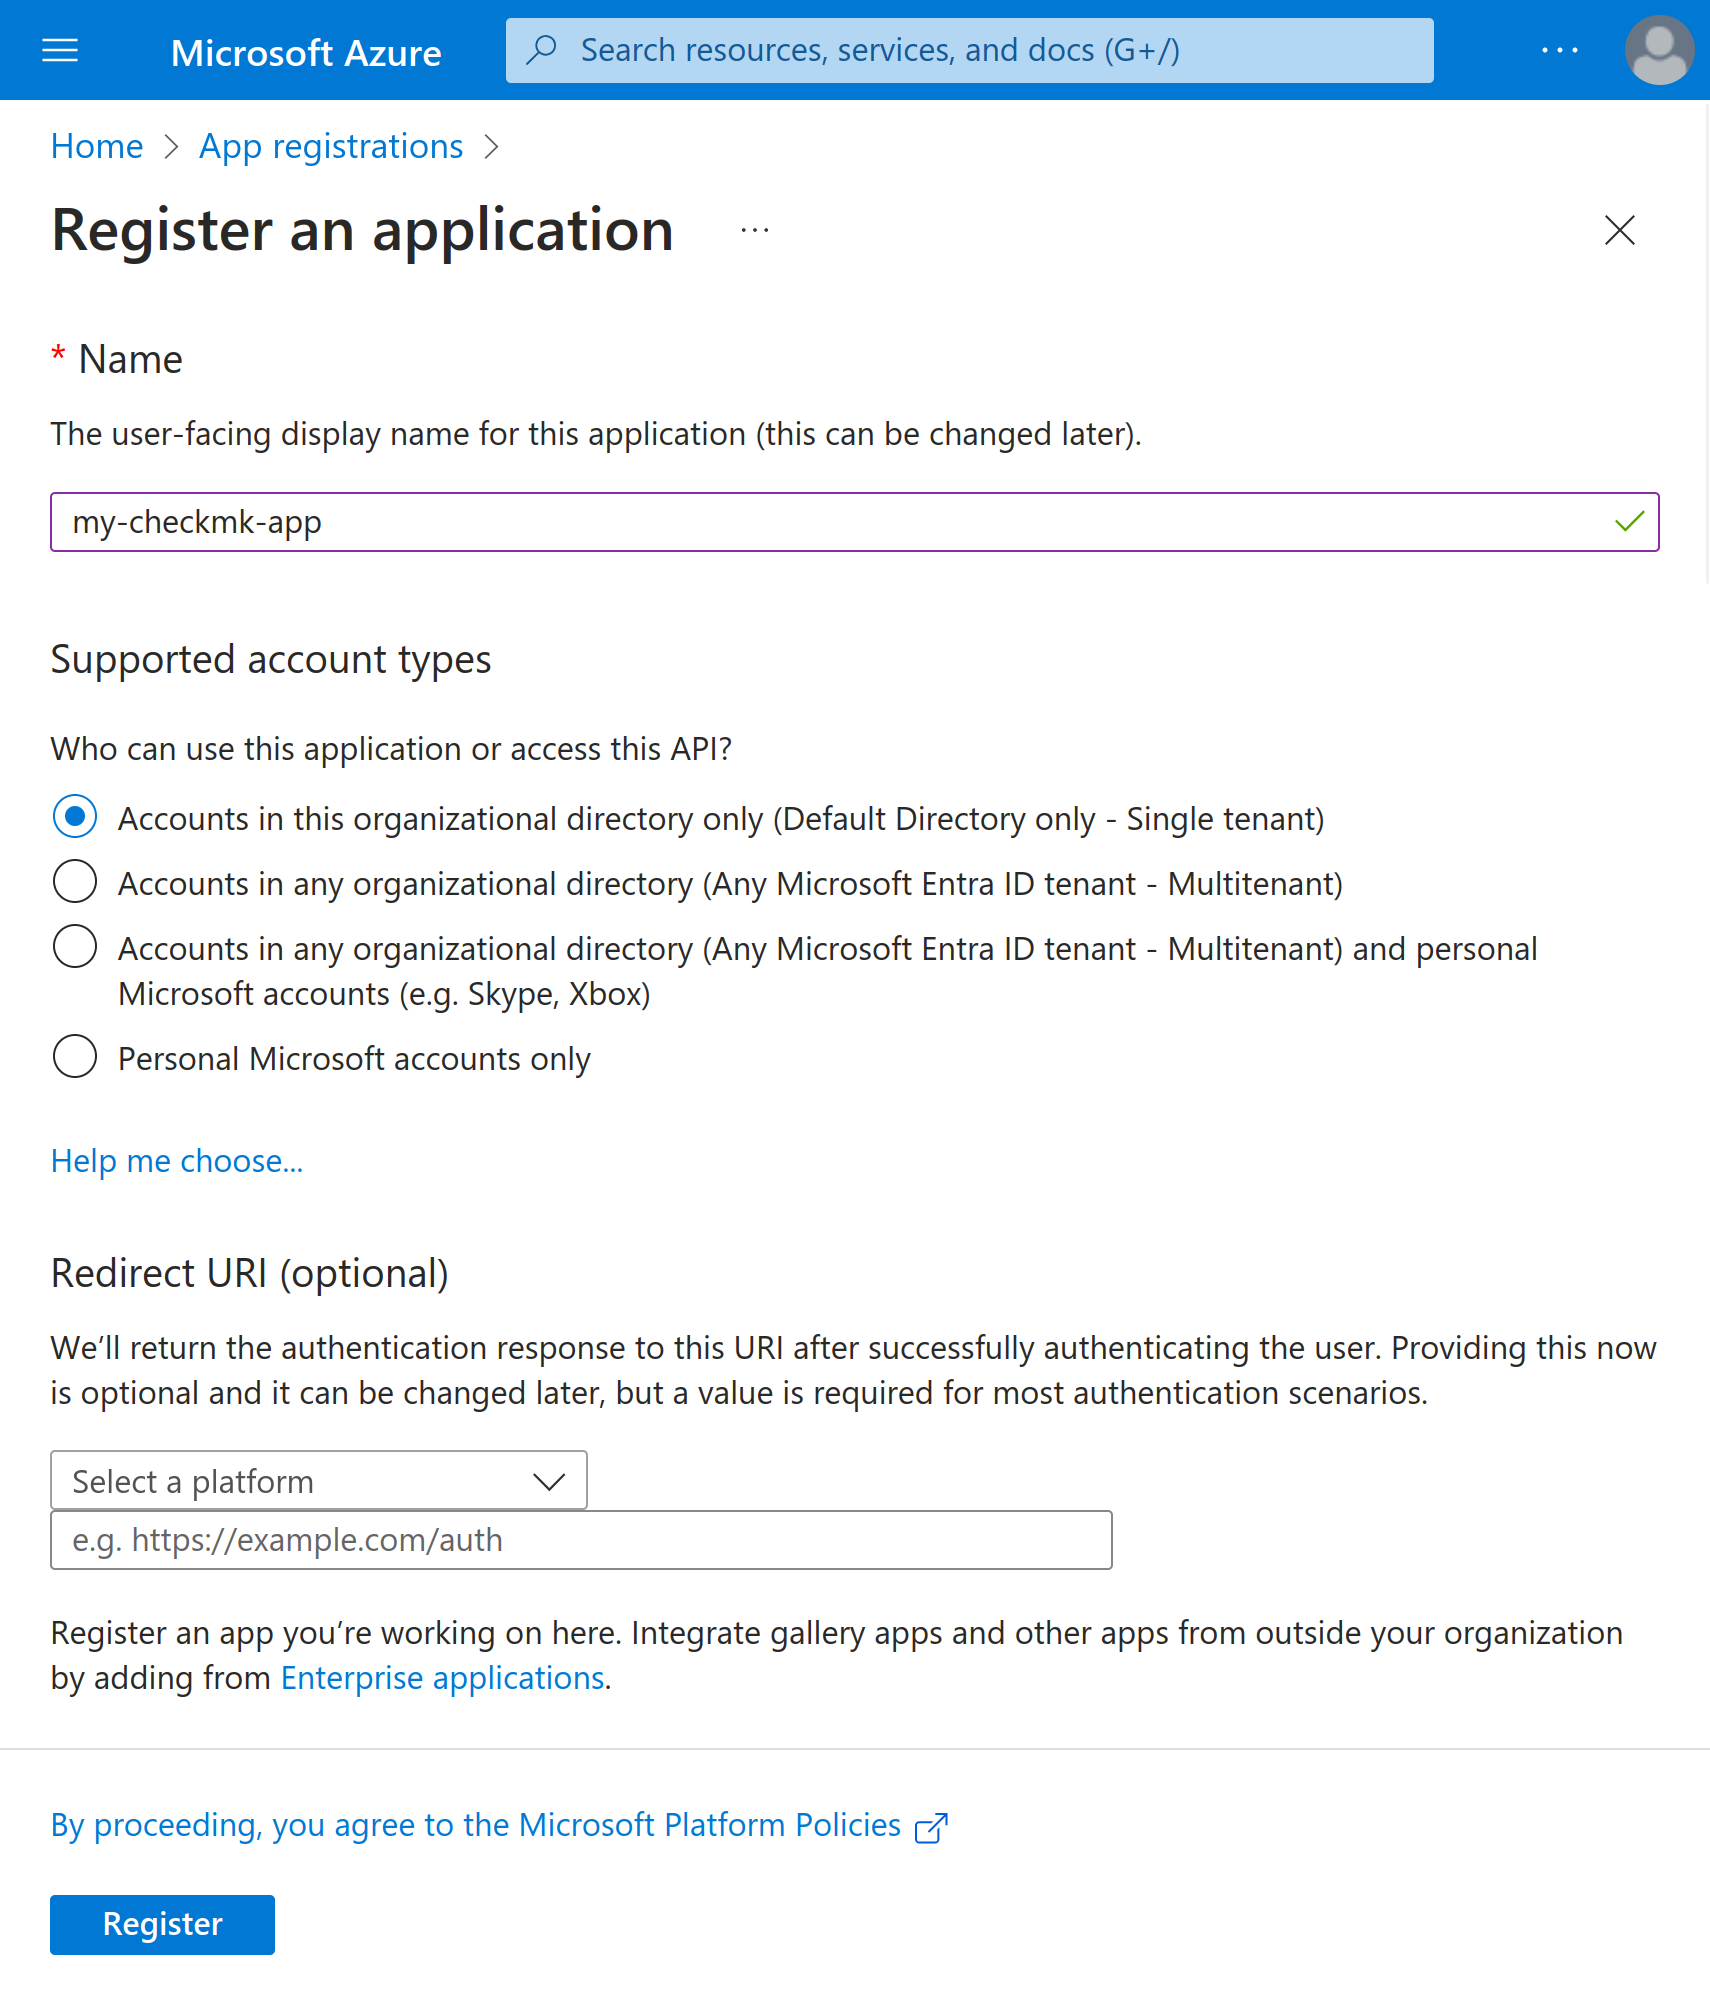 Microsoft Azure
Search resources, services, and docs (G+/)
Home > App registrations >
Register an application ...
* Name
The user-facing display name for this application (this can be changed later).
my-checkmk-app
Supported account types
Who can use this application or access this API?
Accounts in this organizational directory only (Default Directory only - Single tenant)
Accounts in any organizational directory (Any Microsoft Entra ID tenant - Multitenant)
Accounts in any organizational directory (Any Microsoft Entra ID tenant - Multitenant) and personal
Microsoft accounts (e.g. Skype, Xbox)
Personal Microsoft accounts only
Help me choose...
Redirect URI (optional)
We’ll return the authentication response to this URI after successfully authenticating the user. Providing this now
is optional and it can be changed later, but a value is required for most authentication scenarios.
Select a platform
e.g. https://example.com/auth
Register an app you’re working on here. Integrate gallery apps and other apps from outside your organization
by adding from Enterprise applications.
By proceeding, you agree to the Microsoft Platform Policies
Register